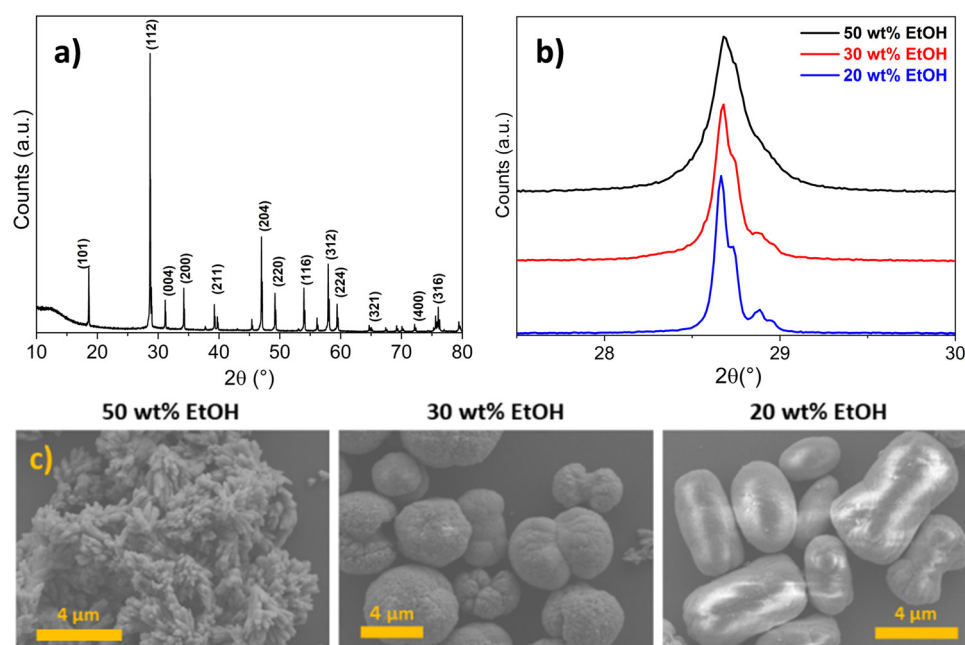 a)
Counts (a.u.)
(101)
(112)
(004)
(200)
(211)
(204)
(220)
(116)
(312)
(224)
(321)
(400)
(316)
10 20 30 40 50 60 70 80
2θ (°)
b)
50 wt% EtOH
30 wt% EtOH
20 wt% EtOH
Counts (a.u.)
28 29 30
2θ(°)
50 wt% EtOH 30 wt% EtOH 20 wt% EtOH
c)
4 μm 4 μm 4 μm